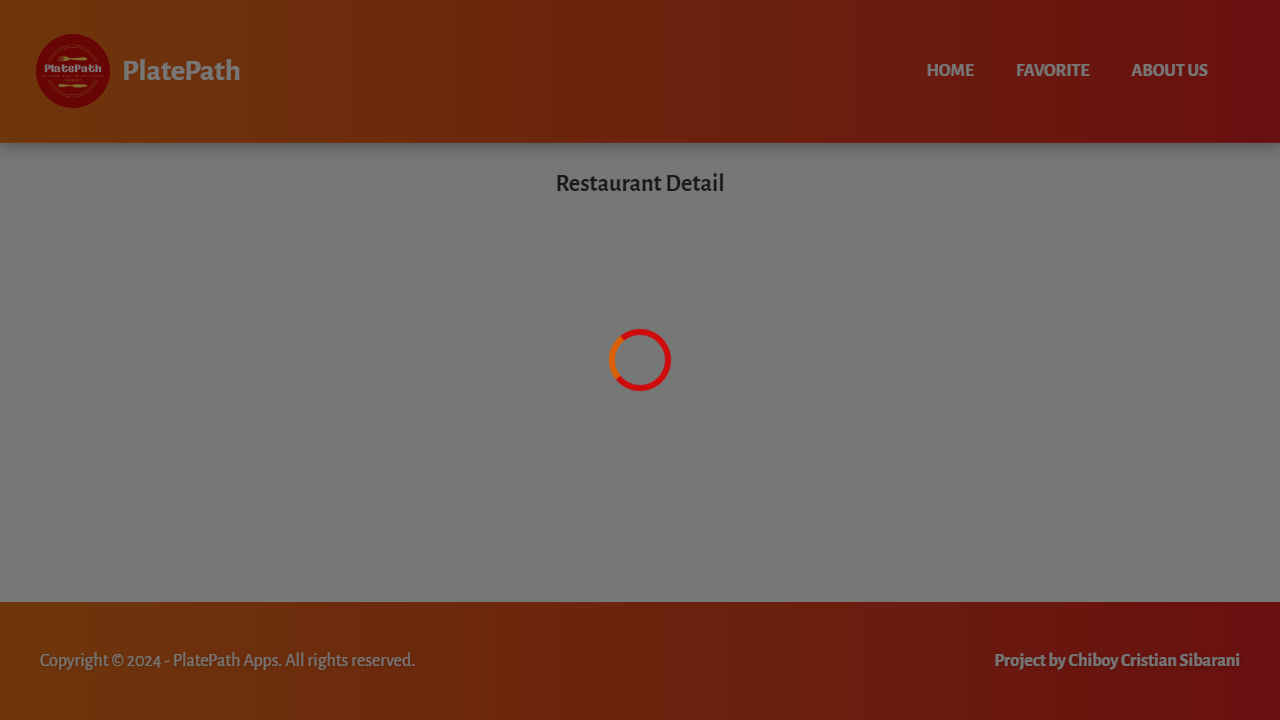 PlatePath
PlatePath
HOME
FAVORITE
ABOUT US
Restaurant Detail
Copyright © 2024 - PlatePath Apps. All rights reserved.
Project by Chiboy Cristian Sibarani